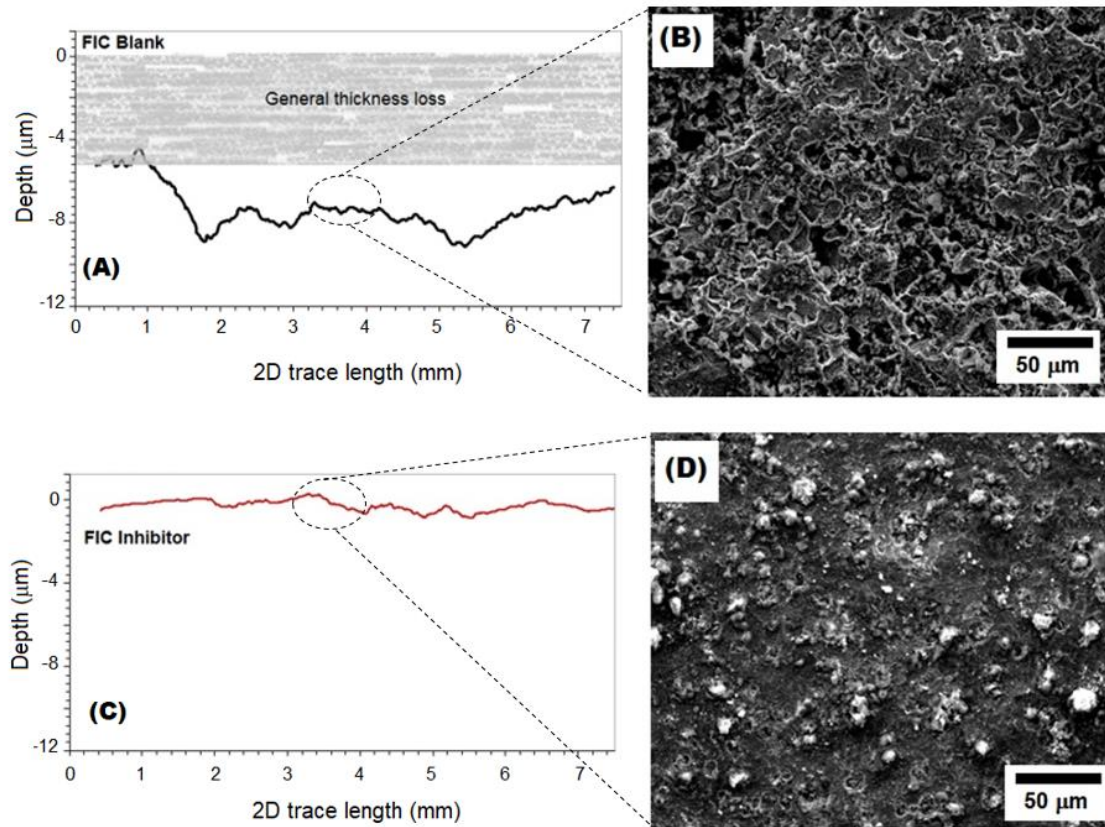 FIC Blank
General thickness loss
0
-4
-8
-12
Depth (μm)
(A)
0 1 2 3 4 5 6 7
2D trace length (mm)
(B)
50 μm
FIC Inhibitor
0
-4
-8
-12
Depth (μm)
(C)
0 1 2 3 4 5 6 7
2D trace length (mm)
(D)
50 μm